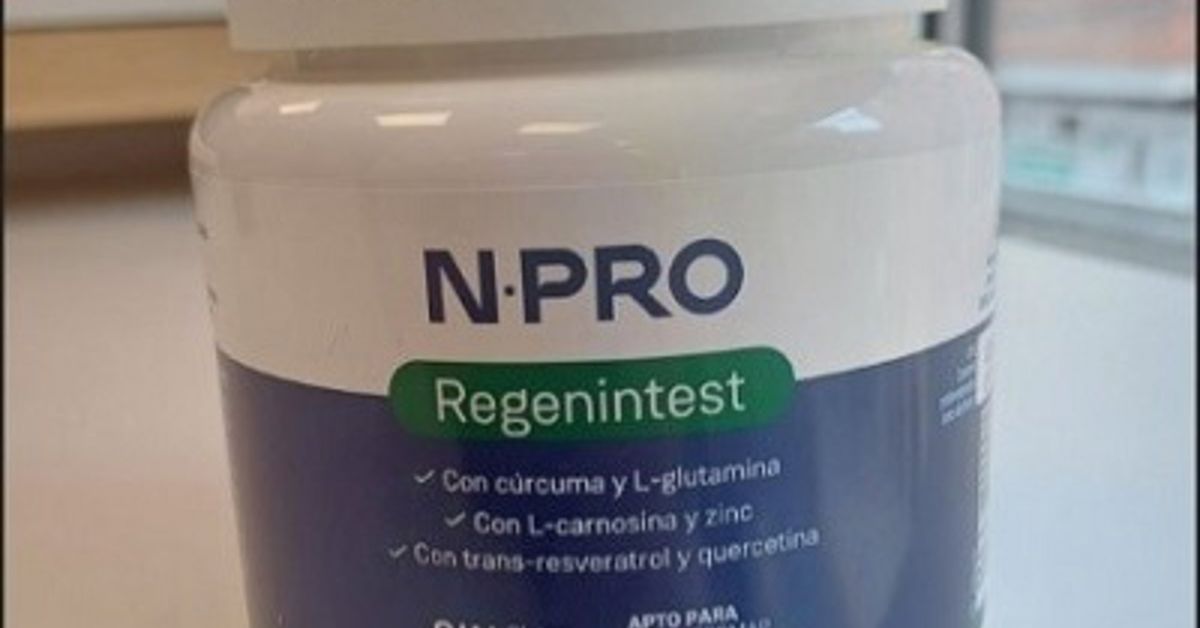 N·PRO
Regenintest
✓ Con cúrcuma y L-glutamina
✓ Con L-carnosina y zinc
✓ Con trans-resveratrol y quercetina
APTO PARA